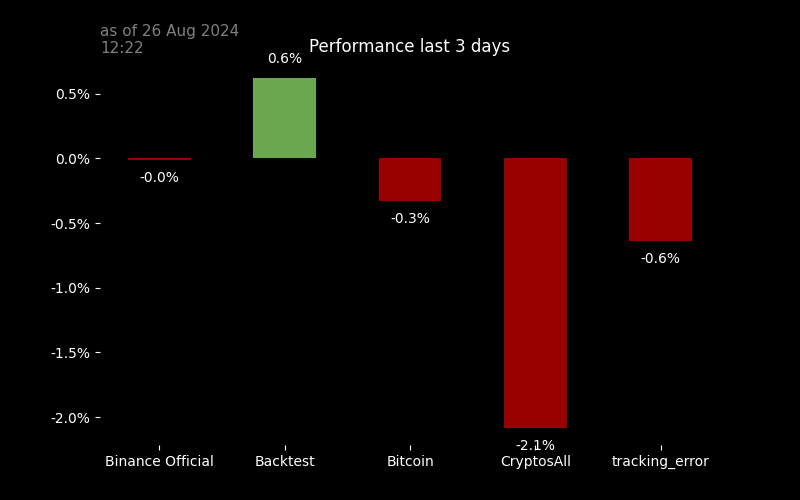 as of 26 Aug 2024
12:22
Performance last 3 days
0.6%
0.5%
0.0%
-0.0%
-0.3%
-0.5%
-0.6%
-1.0%
-1.5%
-2.0%
-2.1%
Binance Official
Backtest
Bitcoin
CryptosAll
tracking_error